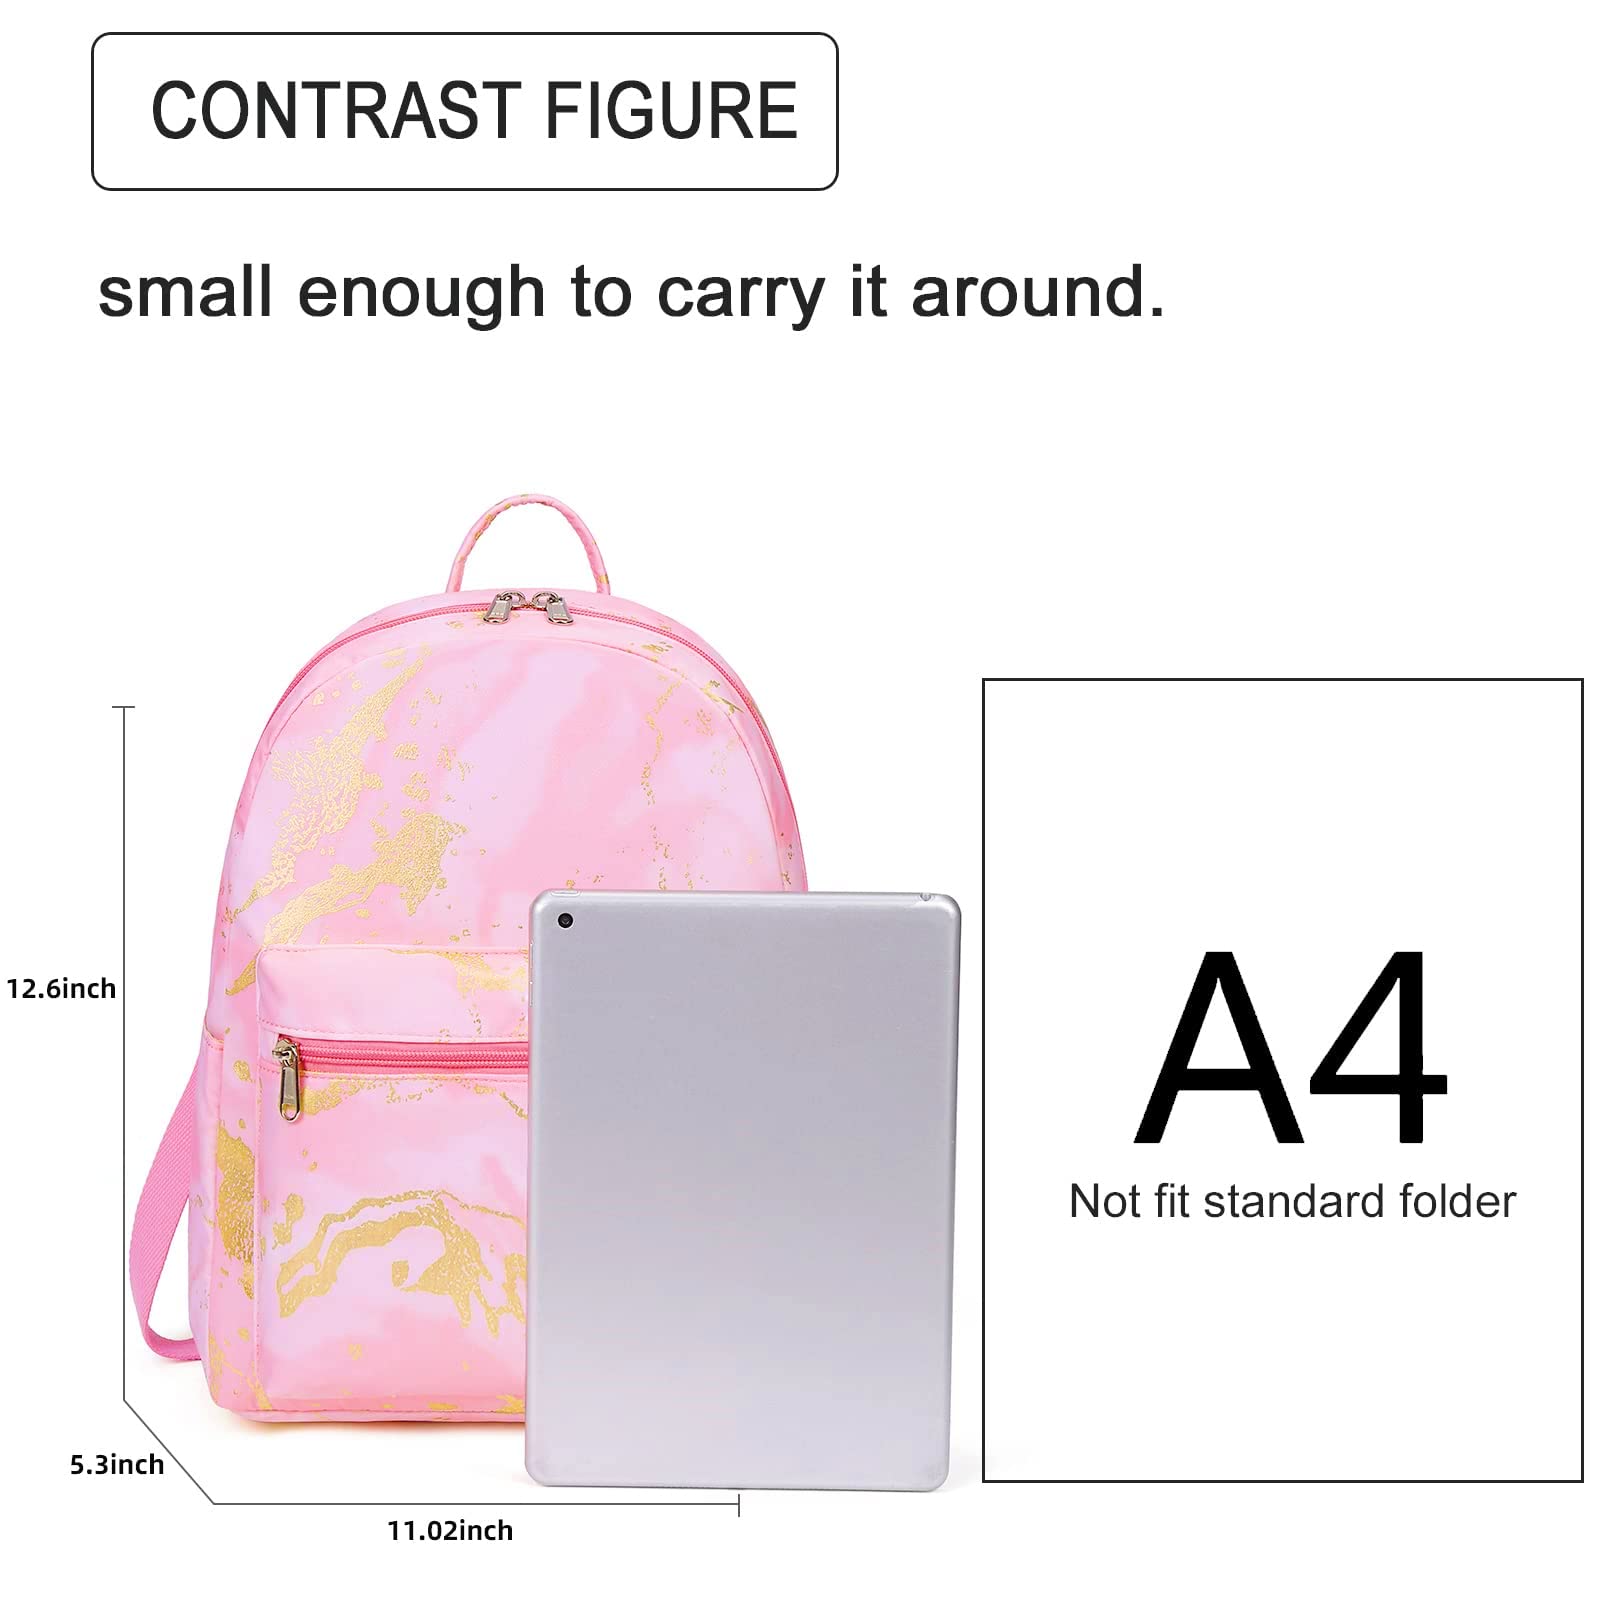 CONTRAST FIGURE
small enough to carry it around.
12.6inch
A4
Not fit standard folder
5.3inch
11.02inch